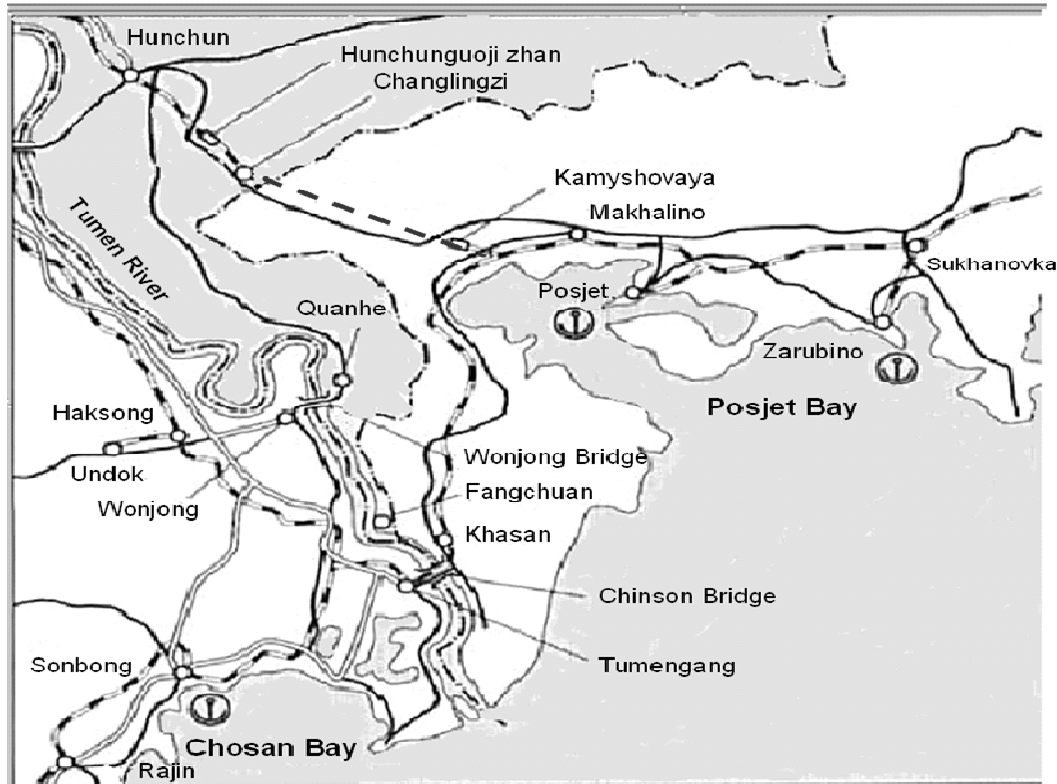 Hunchun
Hunchunguoji zhan
Changlingzi
Kamyshovaya
Makhalino
Tumen River
Sukhanovka
Posjet
Quanhe
Zarubino
Posjet Bay
Haksong
Wonjong Bridge
Undok
Fangchuan
Wonjong
Khasan
Chinson Bridge
Sonbong
Tumengang
Chosan Bay
Rajin